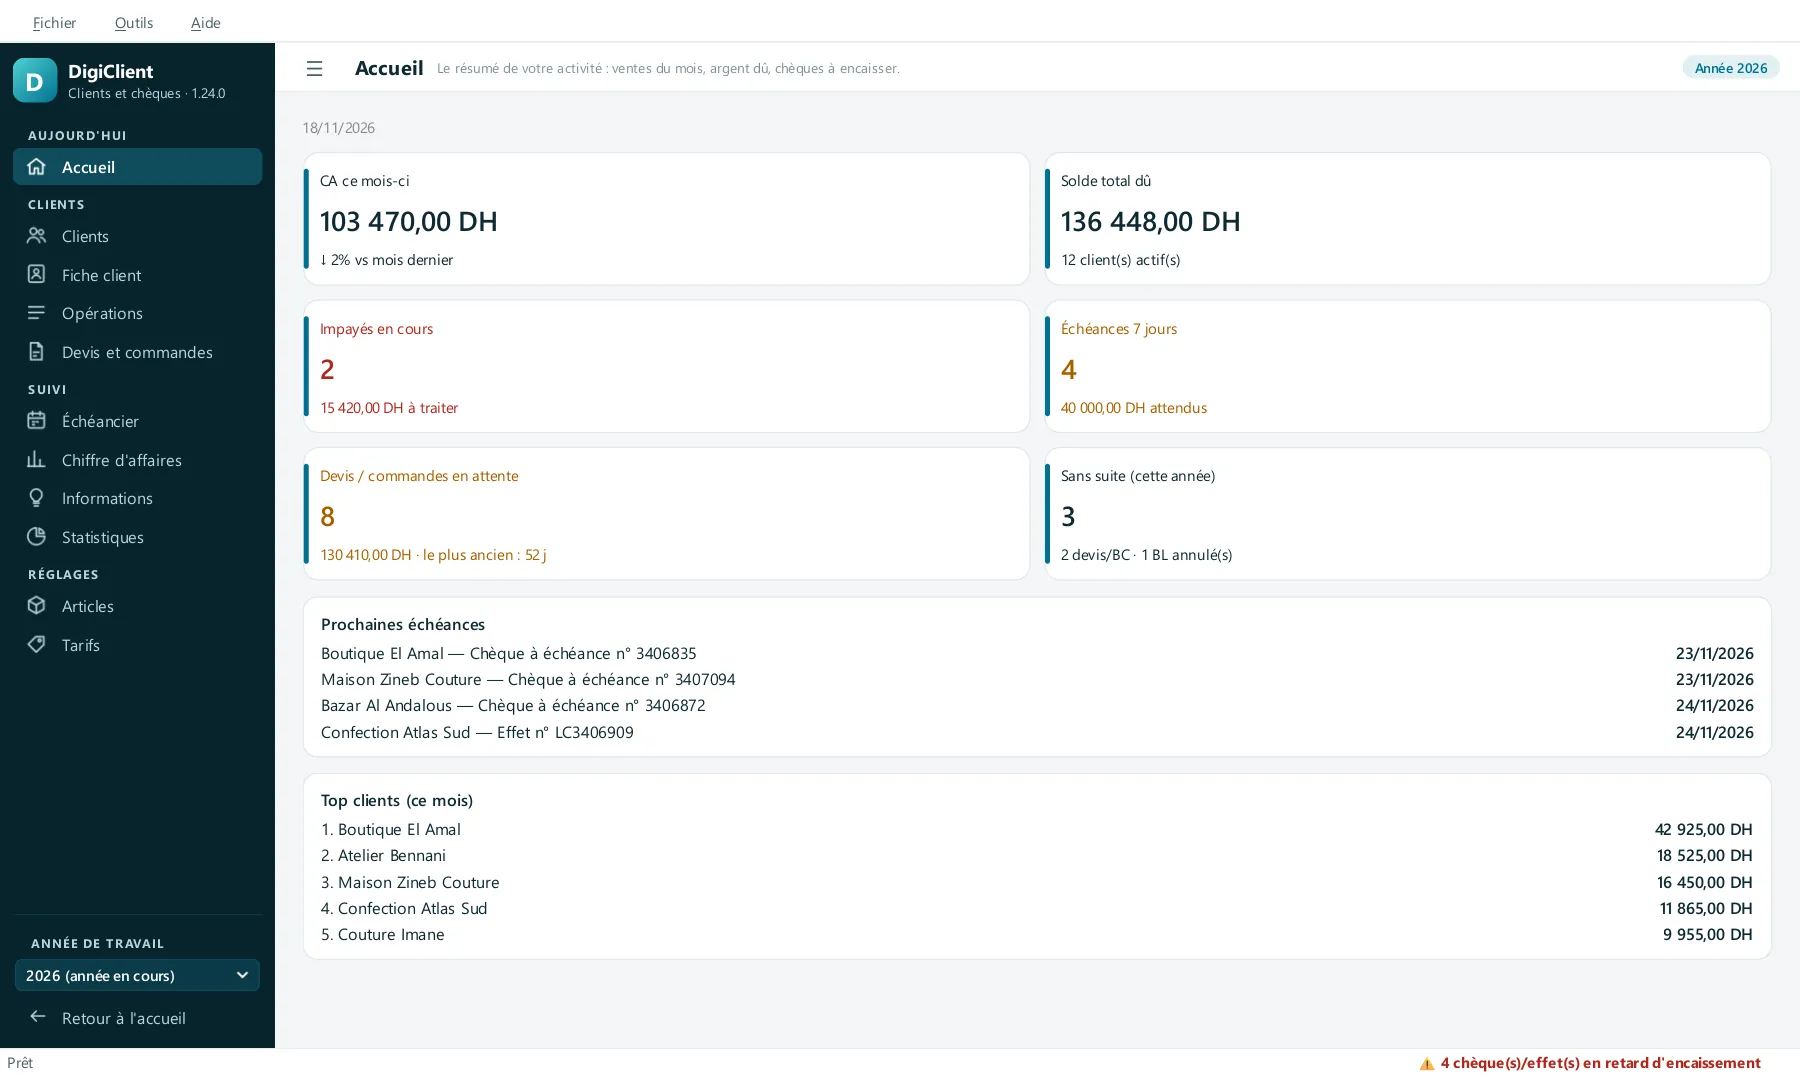 Fichier Outils Aide
DigiClient
Clients et chèques · 1.24.0
AUJOURD'HUI
Accueil
CLIENTS
Clients
Fiche client
Opérations
Devis et commandes
SUIVI
Échéancier
Chiffre d'affaires
Informations
Statistiques
RÉGLAGES
Articles
Tarifs
ANNÉE DE TRAVAIL
2026 (année en cours)
Retour à l'accueil
Accueil Le résumé de votre activité : ventes du mois, argent dû, chèques à encaisser. Année 2026
18/11/2026
CA ce mois-ci
103 470,00 DH
↓ 2% vs mois dernier
Solde total dû
136 448,00 DH
12 client(s) actif(s)
Impayés en cours
2
15 420,00 DH à traiter
Échéances 7 jours
4
40 000,00 DH attendus
Devis / commandes en attente
8
130 410,00 DH · le plus ancien : 52 j
Sans suite (cette année)
3
2 devis/BC · 1 BL annulé(s)
Prochaines échéances
Boutique El Amal — Chèque à échéance n° 3406835 23/11/2026
Maison Zineb Couture — Chèque à échéance n° 3407094 23/11/2026
Bazar Al Andalous — Chèque à échéance n° 3406872 24/11/2026
Confection Atlas Sud — Effet n° LC3406909 24/11/2026
Top clients (ce mois)
1. Boutique El Amal 42 925,00 DH
2. Atelier Bennani 18 525,00 DH
3. Maison Zineb Couture 16 450,00 DH
4. Confection Atlas Sud 11 865,00 DH
5. Couture Imane 9 955,00 DH
Prêt
4 chèque(s)/effet(s) en retard d'encaissement